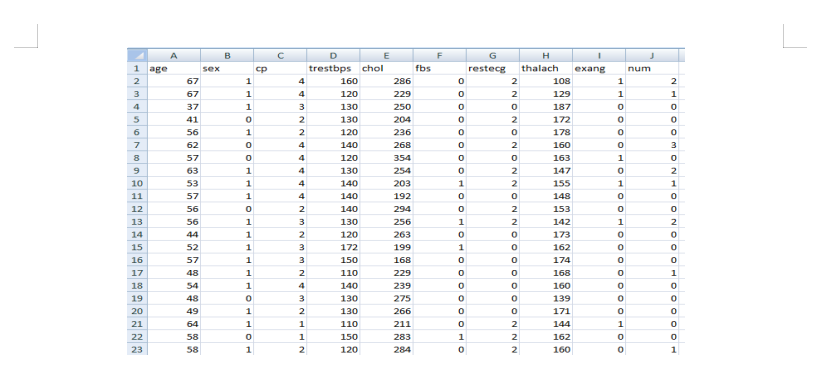 A B C D E F G H I J
1 age sex cp trestbps chol fbs restecg thalach exang num
2 67 1 4 160 286 0 2 108 1 2
3 67 1 4 120 229 0 2 129 1 1
4 37 1 3 130 250 0 0 187 0 0
5 41 0 2 130 204 0 2 172 0 0
6 56 1 2 120 236 0 0 178 0 0
7 62 0 4 140 268 0 2 160 0 3
8 57 0 4 120 354 0 0 163 1 0
9 63 1 4 130 254 0 2 147 0 2
10 53 1 4 140 203 1 2 155 1 1
11 57 1 4 140 192 0 0 148 0 0
12 56 0 2 140 294 0 2 153 0 0
13 56 1 3 130 256 1 2 142 1 2
14 44 1 2 120 263 0 0 173 0 0
15 52 1 3 172 199 1 0 162 0 0
16 57 1 3 150 168 0 0 174 0 0
17 48 1 2 110 229 0 0 168 0 1
18 54 1 4 140 239 0 0 160 0 0
19 48 0 3 130 275 0 0 139 0 0
20 49 1 2 130 266 0 0 171 0 0
21 64 1 1 110 211 0 2 144 1 0
22 58 0 1 150 283 1 2 162 0 0
23 58 1 2 120 284 0 2 160 0 1